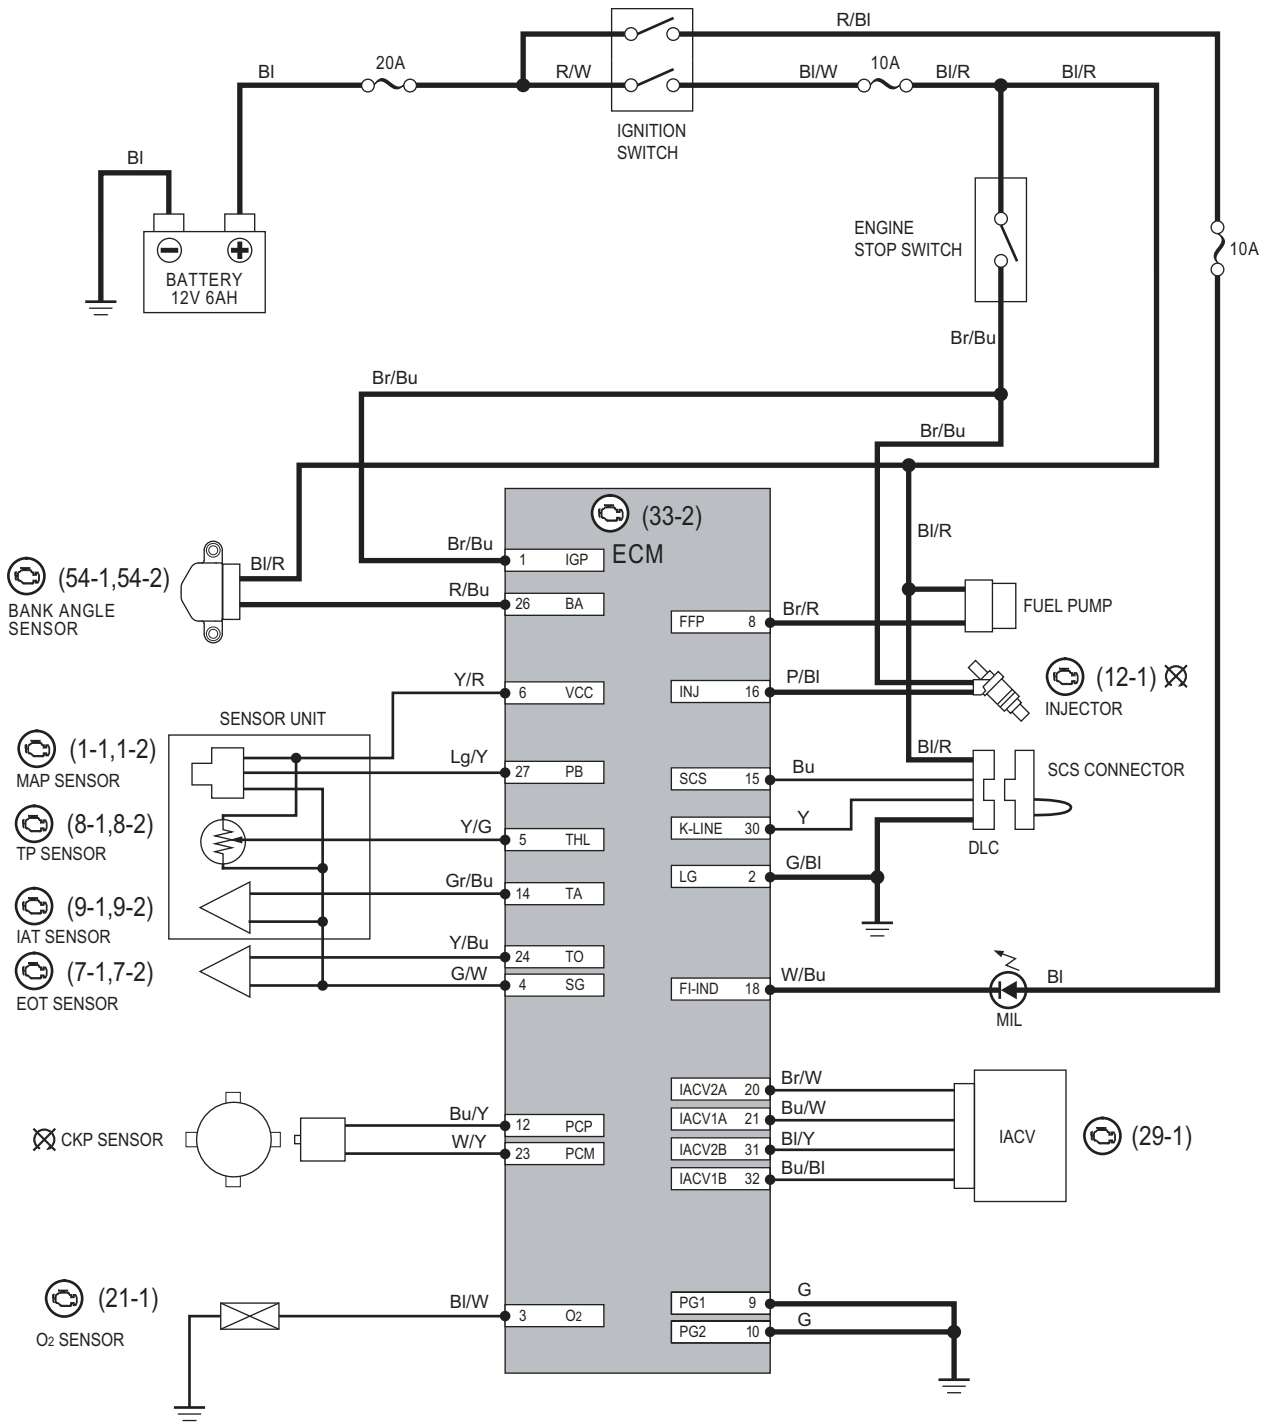 R/Bl
Bl
20A
R/W
Bl/W
10A
Bl/R
Bl/R
IGNITION
SWITCH
Bl
ENGINE
STOP SWITCH
10A
BATTERY
12V 6AH
Br/Bu
Br/Bu
Br/Bu
(33-2)
ECM
Bl/R
Br/Bu
1 IGP
(54-1,54-2)
BANK ANGLE
SENSOR
Bl/R
R/Bu
26 BA
FFP 8
Br/R
FUEL PUMP
Y/R
6 VCC
INJ 16
P/Bl
(12-1)
INJECTOR
SENSOR UNIT
(1-1,1-2)
MAP SENSOR
Lg/Y
27 PB
SCS 15
Bu
Bl/R
SCS CONNECTOR
(8-1,8-2)
TP SENSOR
Y/G
5 THL
K-LINE 30
Y
DLC
Gr/Bu
14 TA
LG 2
G/Bl
(9-1,9-2)
IAT SENSOR
Y/Bu
24 TO
(7-1,7-2)
EOT SENSOR
G/W
4 SG
FI-IND 18
W/Bu
Bl
MIL
IACV2A 20
Br/W
IACV1A 21
Bu/W
IACV2B 31
Bl/Y
IACV1B 32
Bu/Bl
IACV
(29-1)
CKP SENSOR
Bu/Y
12 PCP
W/Y
23 PCM
(21-1)
O2 SENSOR
Bl/W
3 O2
PG1 9
G
PG2 10
G